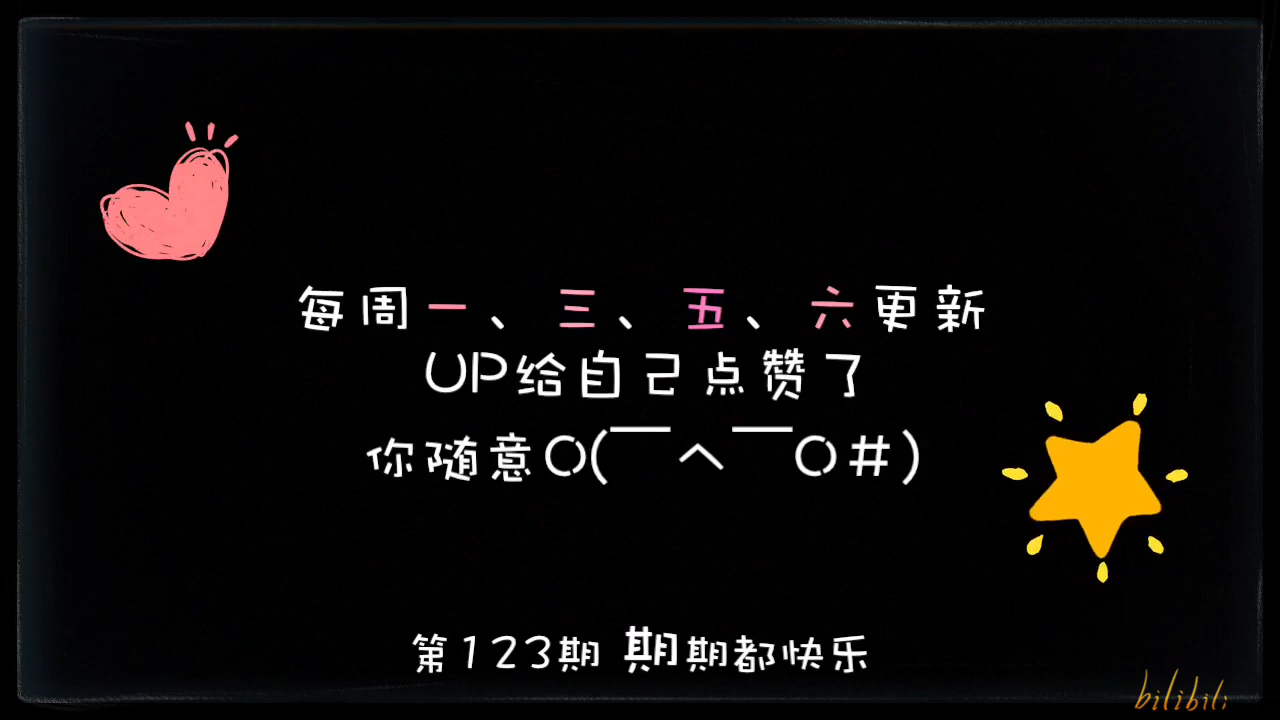 每周一、三、五、六更新
UP给自己点赞了
你随意O(￣ヘ￣O#)
第123期 期期都快乐
bilibili